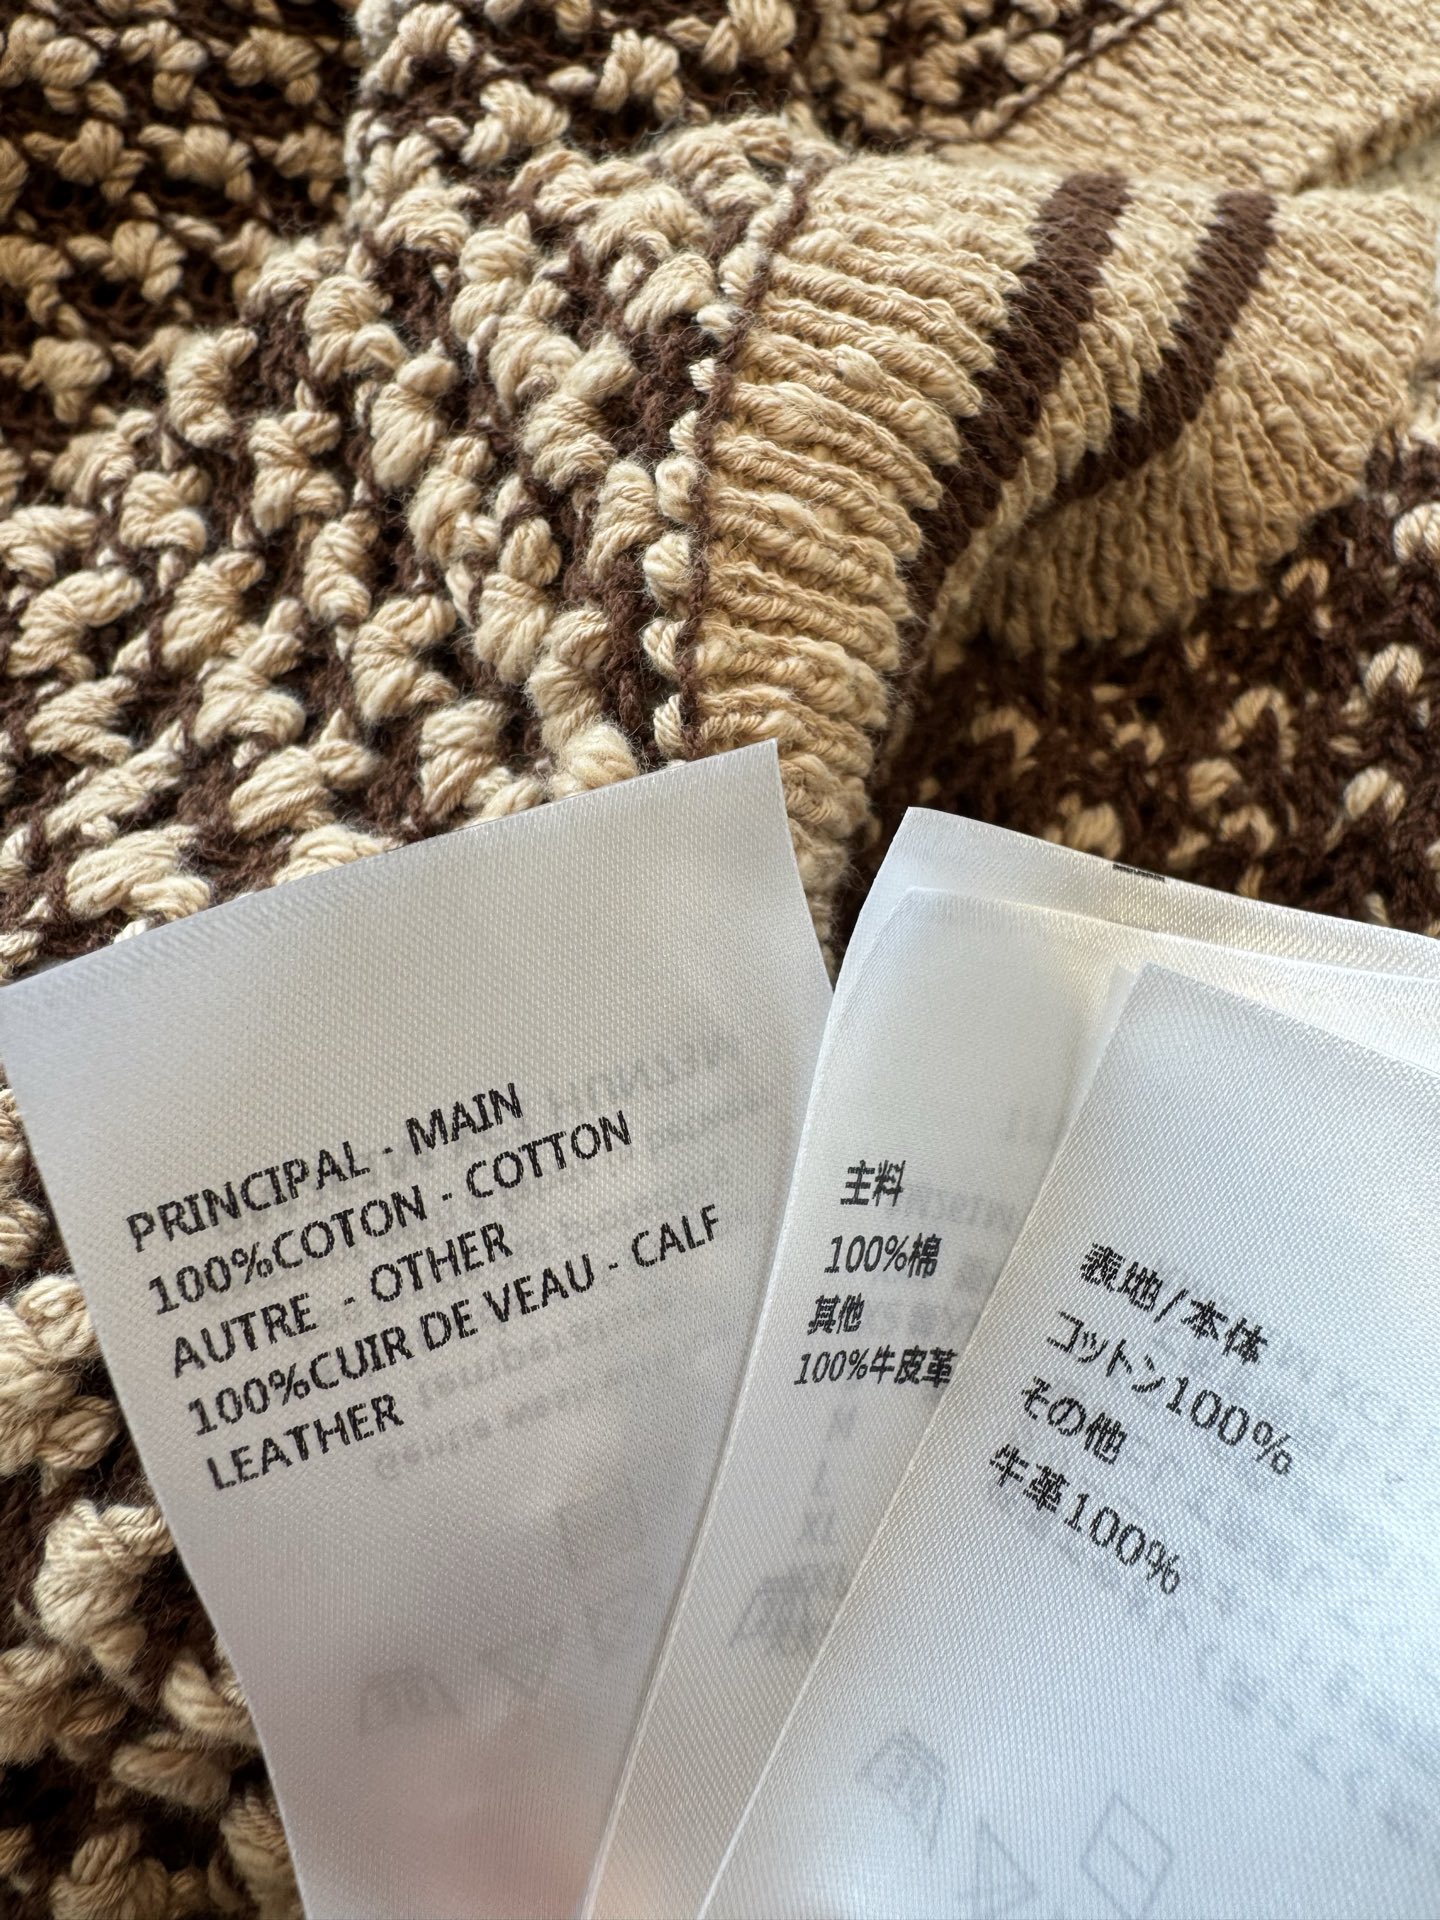 PRINCIPAL - MAIN
100%COTON - COTTON
AUTRE - OTHER
100%CUIR DE VEAU - CALF
LEATHER
主料
100%棉
其他
100%牛皮革
表地/本体
コットン100%
その他
牛革100%